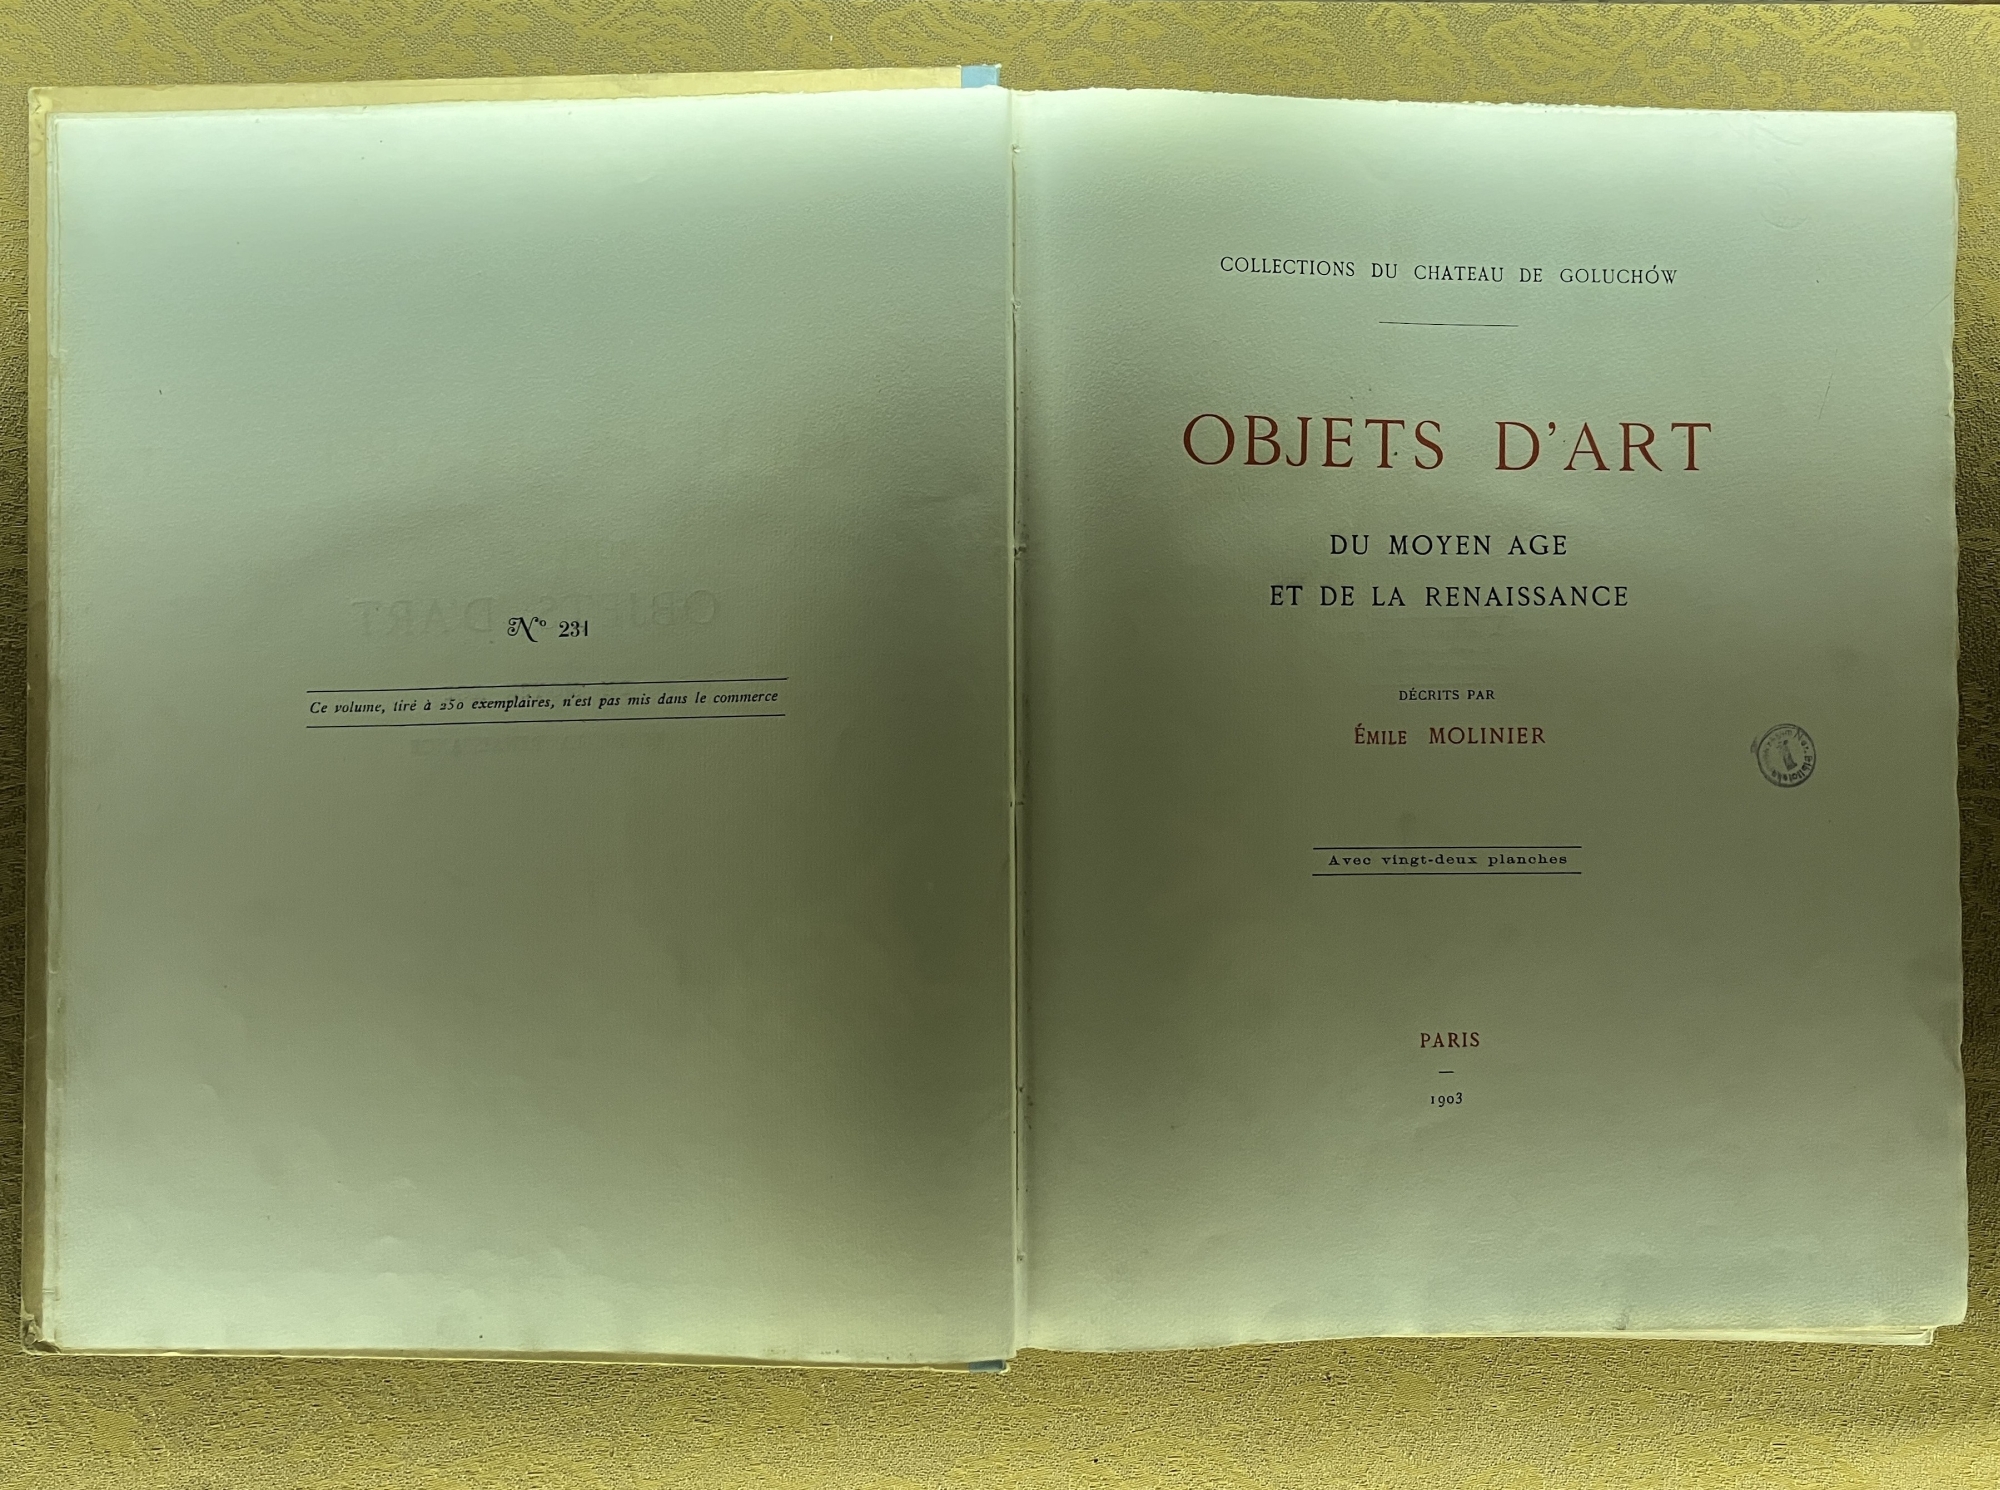 Nº 231
Ce volume, tiré à 250 exemplaires, n'est pas mis dans le commerce
COLLECTIONS DU CHATEAU DE GOLUCHÓW
OBJETS D'ART
DU MOYEN AGE
ET DE LA RENAISSANCE
DÉCRITS PAR
ÉMILE MOLINIER
Avec vingt-deux planches
PARIS
—
1903